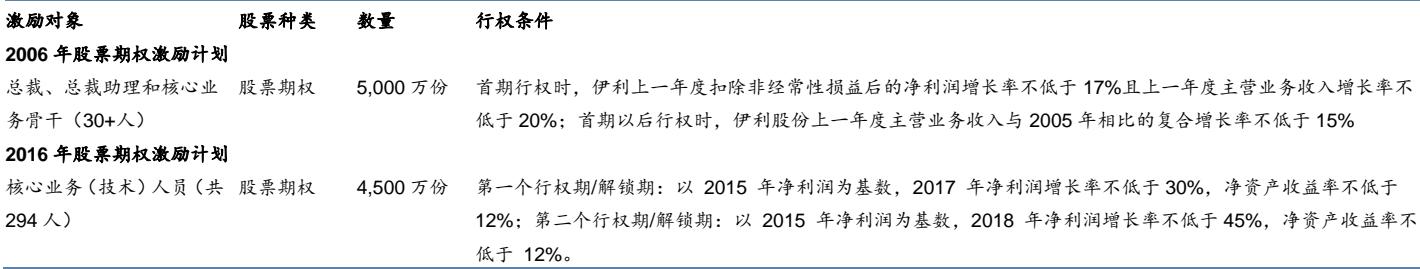 激励对象 股票种类 数量 行权条件
2006 年股票期权激励计划
总裁、总裁助理和核心业 股票期权 5,000 万份 首期行权时，伊利上一年度扣除非经常性损益后的净利润增长率不低于 17%且上一年度主营业务收入增长率不
务骨干（30+人） 低于 20%；首期以后行权时，伊利股份上一年度主营业务收入与 2005 年相比的复合增长率不低于 15%
2016 年股票期权激励计划
核心业务（技术）人员（共 股票期权 4,500 万份 第一个行权期/解锁期：以 2015 年净利润为基数，2017 年净利润增长率不低于 30%，净资产收益率不低于
294 人） 12%；第二个行权期/解锁期：以 2015 年净利润为基数，2018 年净利润增长率不低于 45%，净资产收益率不
低于 12%。